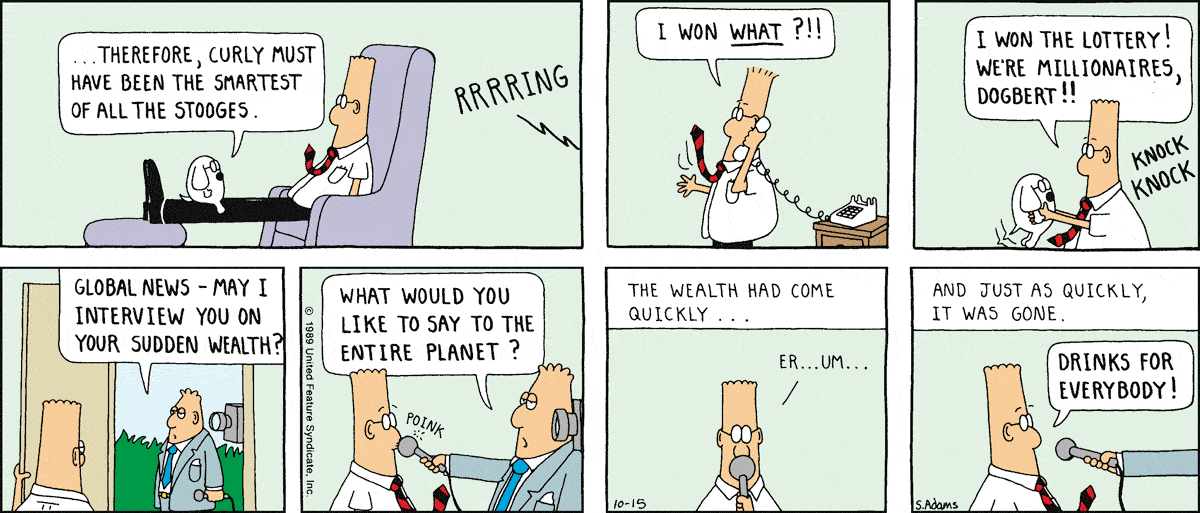 ...THEREFORE, CURLY MUST
HAVE BEEN THE SMARTEST
OF ALL THE STOOGES.
RRRRING
I WON WHAT ?!!
I WON THE LOTTERY!
WE'RE MILLIONAIRES,
DOGBERT!!
KNOCK
KNOCK
GLOBAL NEWS - MAY I
INTERVIEW YOU ON
YOUR SUDDEN WEALTH?
© 1989 United Feature Syndicate, Inc.
WHAT WOULD YOU
LIKE TO SAY TO THE
ENTIRE PLANET ?
POINK
THE WEALTH HAD COME
QUICKLY ...
ER...UM...
10-15
AND JUST AS QUICKLY,
IT WAS GONE.
DRINKS FOR
EVERYBODY!
S.Adams